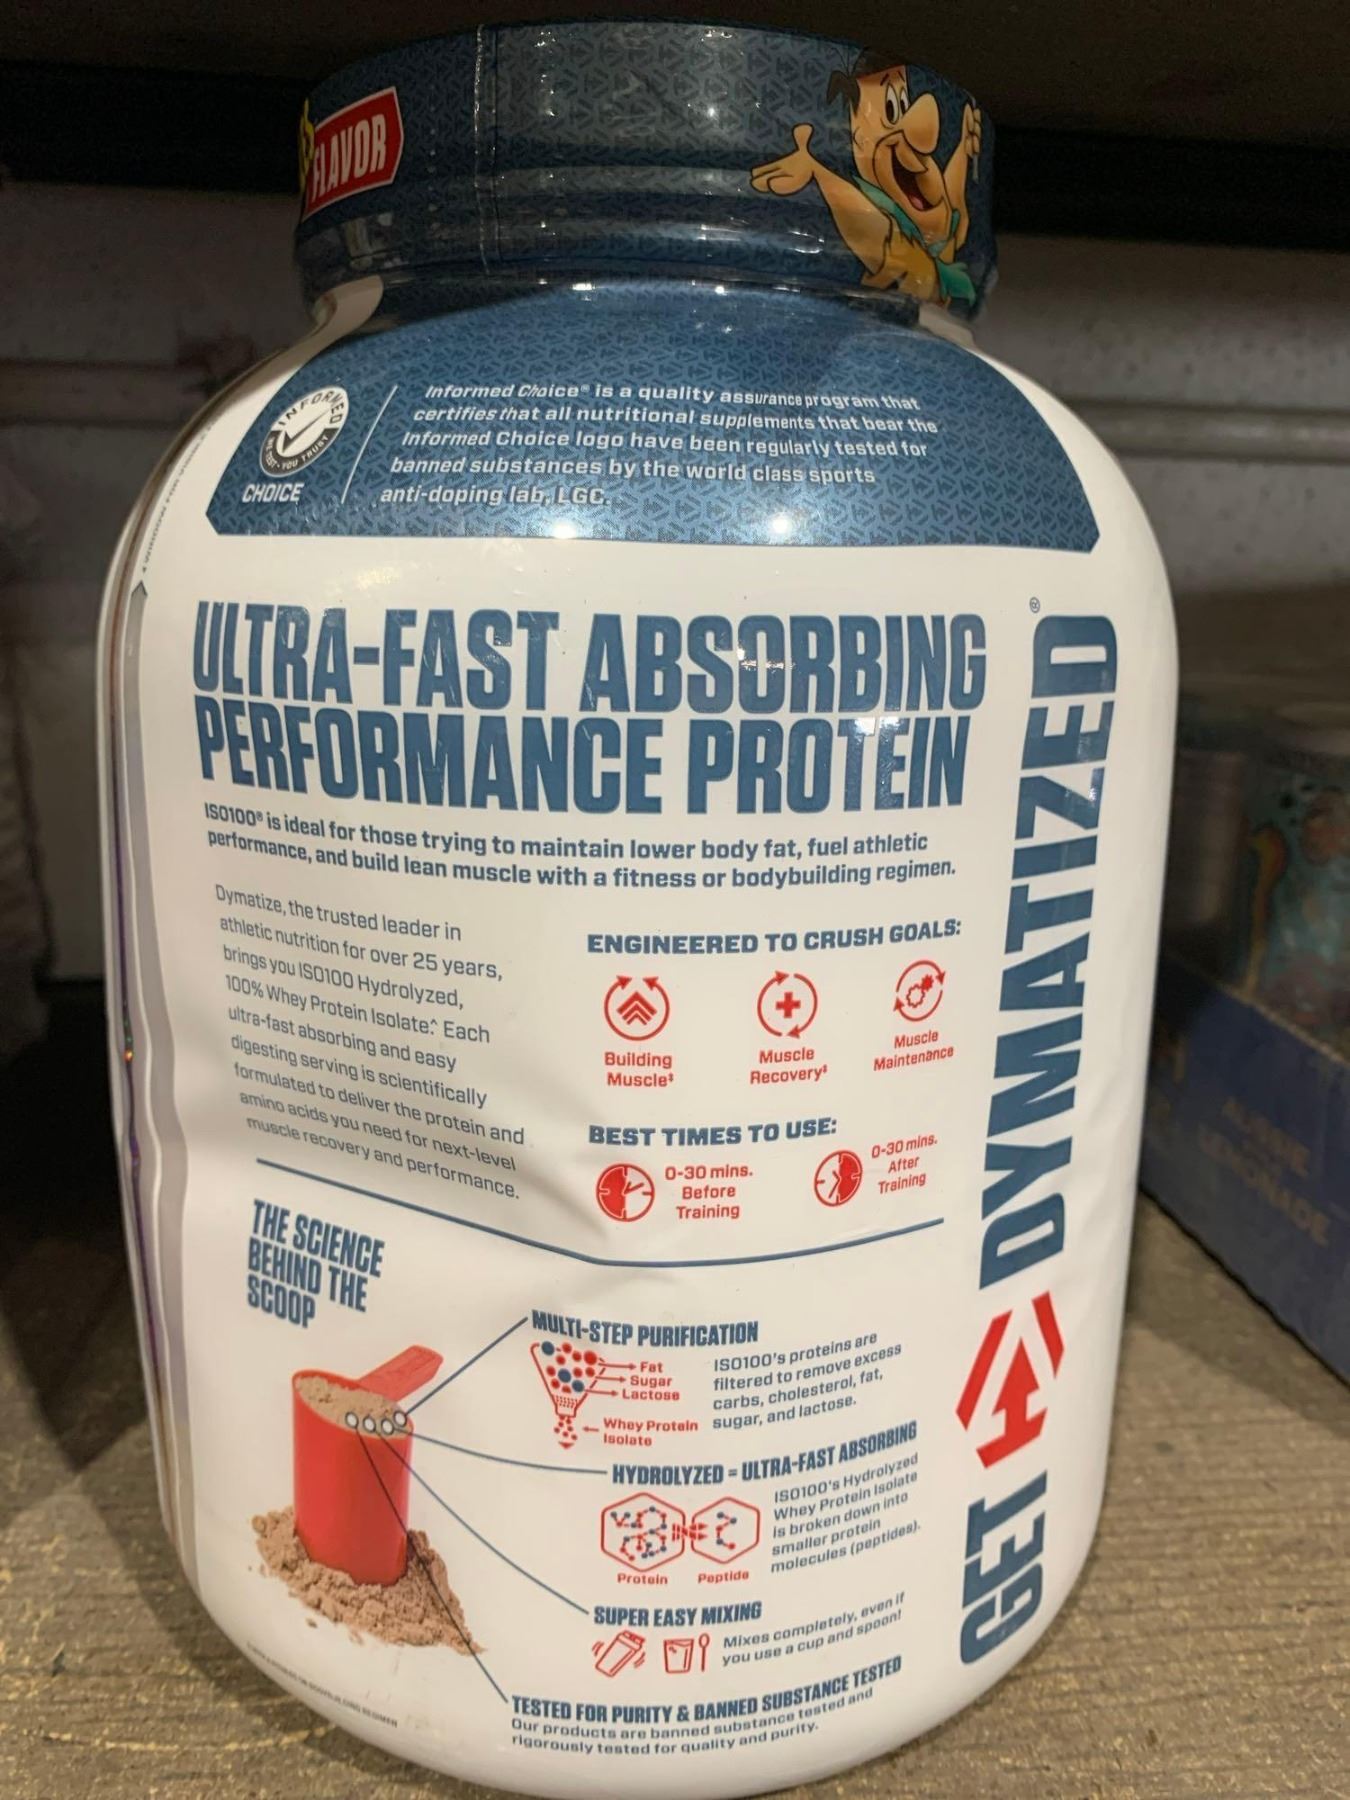 FLAVOR
INFORMED
WE TEST • YOU TRUST
CHOICE
Informed Choice® is a quality assurance program that
certifies that all nutritional supplements that bear the
Informed Choice logo have been regularly tested for
banned substances by the world class sports
anti-doping lab, LGC.
ULTRA-FAST ABSORBING
PERFORMANCE PROTEIN
ISO100® is ideal for those trying to maintain lower body fat, fuel athletic
performance, and build lean muscle with a fitness or bodybuilding regimen.
Dymatize, the trusted leader in
athletic nutrition for over 25 years,
brings you ISO100 Hydrolyzed,
100% Whey Protein Isolate.^ Each
ultra-fast absorbing and easy
digesting serving is scientifically
formulated to deliver the protein and
amino acids you need for next-level
muscle recovery and performance.
ENGINEERED TO CRUSH GOALS:
Building
Muscle‡
Muscle
Recovery‡
Muscle
Maintenance
BEST TIMES TO USE:
0-30 mins.
Before
Training
0-30 mins.
After
Training
THE SCIENCE
BEHIND THE
SCOOP
MULTI-STEP PURIFICATION
Fat
Sugar
Lactose
Whey Protein
Isolate
ISO100's proteins are
filtered to remove excess
carbs, cholesterol, fat,
sugar, and lactose.
HYDROLYZED = ULTRA-FAST ABSORBING
Protein
Peptide
ISO100's Hydrolyzed
Whey Protein Isolate
is broken down into
smaller protein
molecules (peptides).
SUPER EASY MIXING
Mixes completely, even if
you use a cup and spoon!
TESTED FOR PURITY & BANNED SUBSTANCE TESTED
Our products are banned substance tested and
rigorously tested for quality and purity.
GET DYMATIZED®
LEMONADE